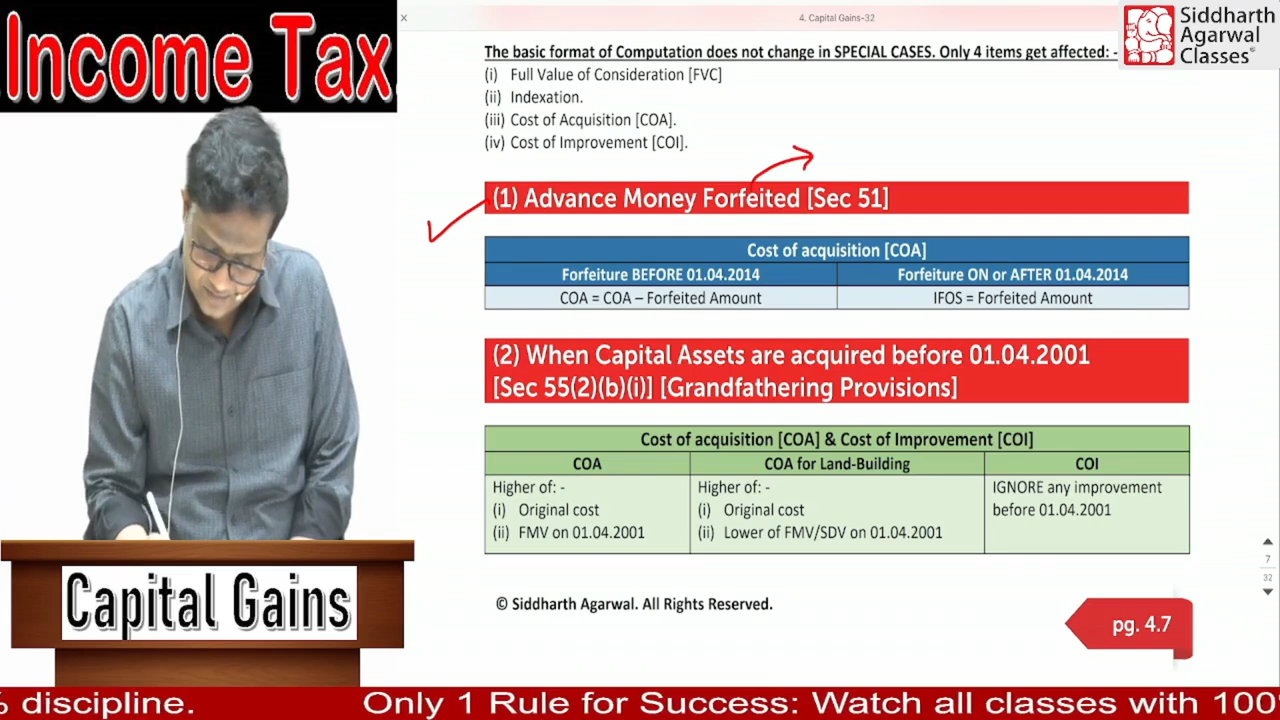 Income Tax
4. Capital Gains-32
Siddharth
Agarwal
Classes
The basic format of Computation does not change in SPECIAL CASES. Only 4 items get affected: -
(i) Full Value of Consideration [FVC]
(ii) Indexation.
(iii) Cost of Acquisition [COA].
(iv) Cost of Improvement [COI].
(1) Advance Money Forfeited [Sec 51]
Cost of acquisition [COA]
Forfeiture BEFORE 01.04.2014
Forfeiture ON or AFTER 01.04.2014
COA = COA – Forfeited Amount
IFOS = Forfeited Amount
(2) When Capital Assets are acquired before 01.04.2001
[Sec 55(2)(b)(i)] [Grandfathering Provisions]
Cost of acquisition [COA] & Cost of Improvement [COI]
COA
COA for Land-Building
COI
Higher of: -
(i) Original cost
(ii) FMV on 01.04.2001
Higher of: -
(i) Original cost
(ii) Lower of FMV/SDV on 01.04.2001
IGNORE any improvement
before 01.04.2001
7
32
© Siddharth Agarwal. All Rights Reserved.
pg. 4.7
Capital Gains
% discipline. Only 1 Rule for Success: Watch all classes with 100